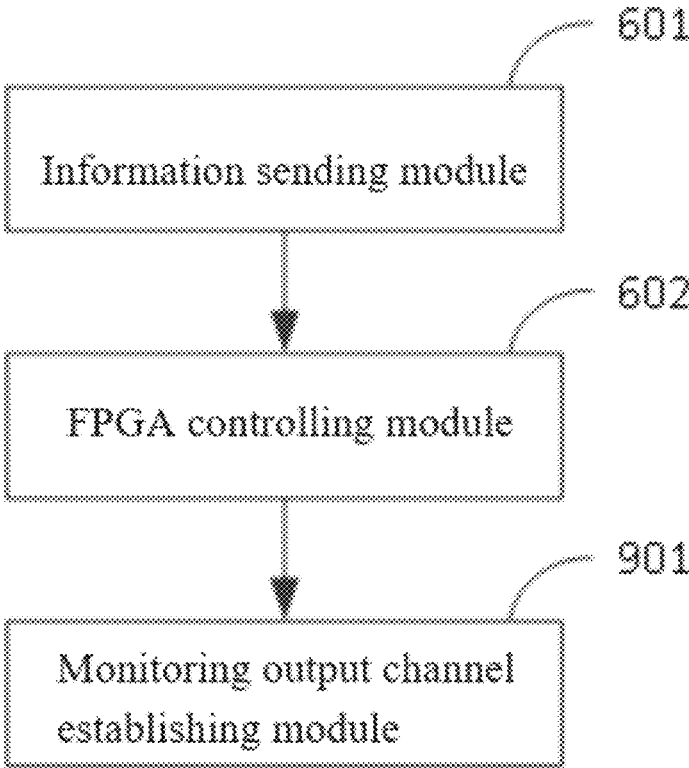 601
Information sending module
602
FPGA controlling module
901
Monitoring output channel
establishing module